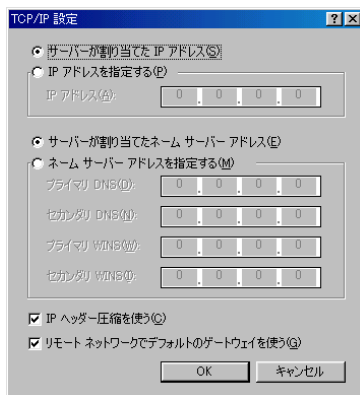 TCP/IP 設定
サーバーが割り当てた IP アドレス(S)
IP アドレスを指定する(P)
IP アドレス(A): 0 . 0 . 0 . 0
サーバーが割り当てたネーム サーバー アドレス(E)
ネーム サーバー アドレスを指定する(M)
プライマリ DNS(D): 0 . 0 . 0 . 0
セカンダリ DNS(N): 0 . 0 . 0 . 0
プライマリ WINS(W): 0 . 0 . 0 . 0
セカンダリ WINS(I): 0 . 0 . 0 . 0
IP ヘッダー圧縮を使う(C)
リモート ネットワークでデフォルトのゲートウェイを使う(G)
OK キャンセル